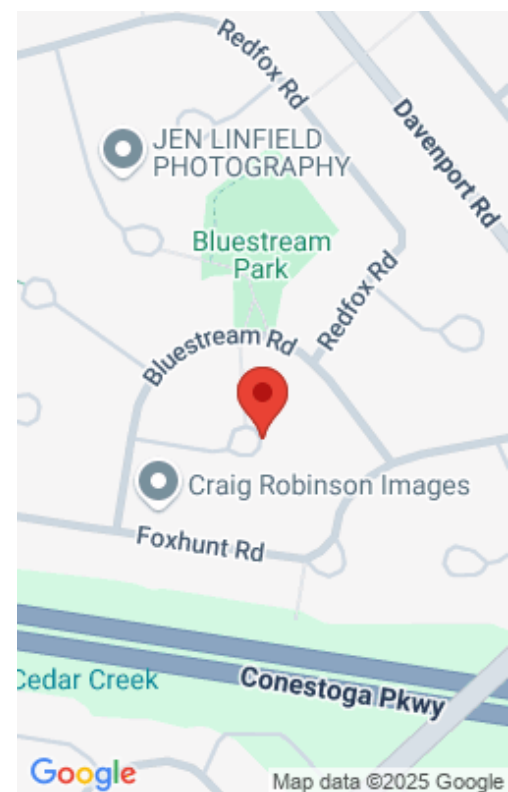 Redfox Rd
Davenport Rd
JEN LINFIELD
PHOTOGRAPHY
Bluestream
Park
Redfox Rd
Bluestream Rd
Craig Robinson Images
Foxhunt Rd
Cedar Creek
Conestoga Pkwy
Google
Map data ©2025 Google